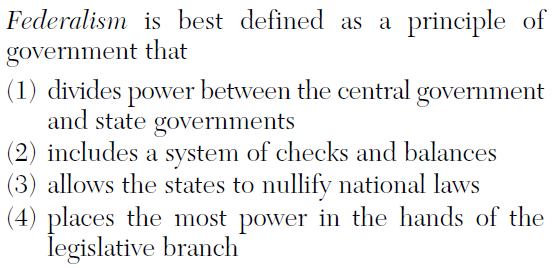 Federalism is best defined as a principle of
government that
(1) divides power between the central government
and state governments
(2) includes a system of checks and balances
(3) allows the states to nullify national laws
(4) places the most power in the hands of the
legislative branch